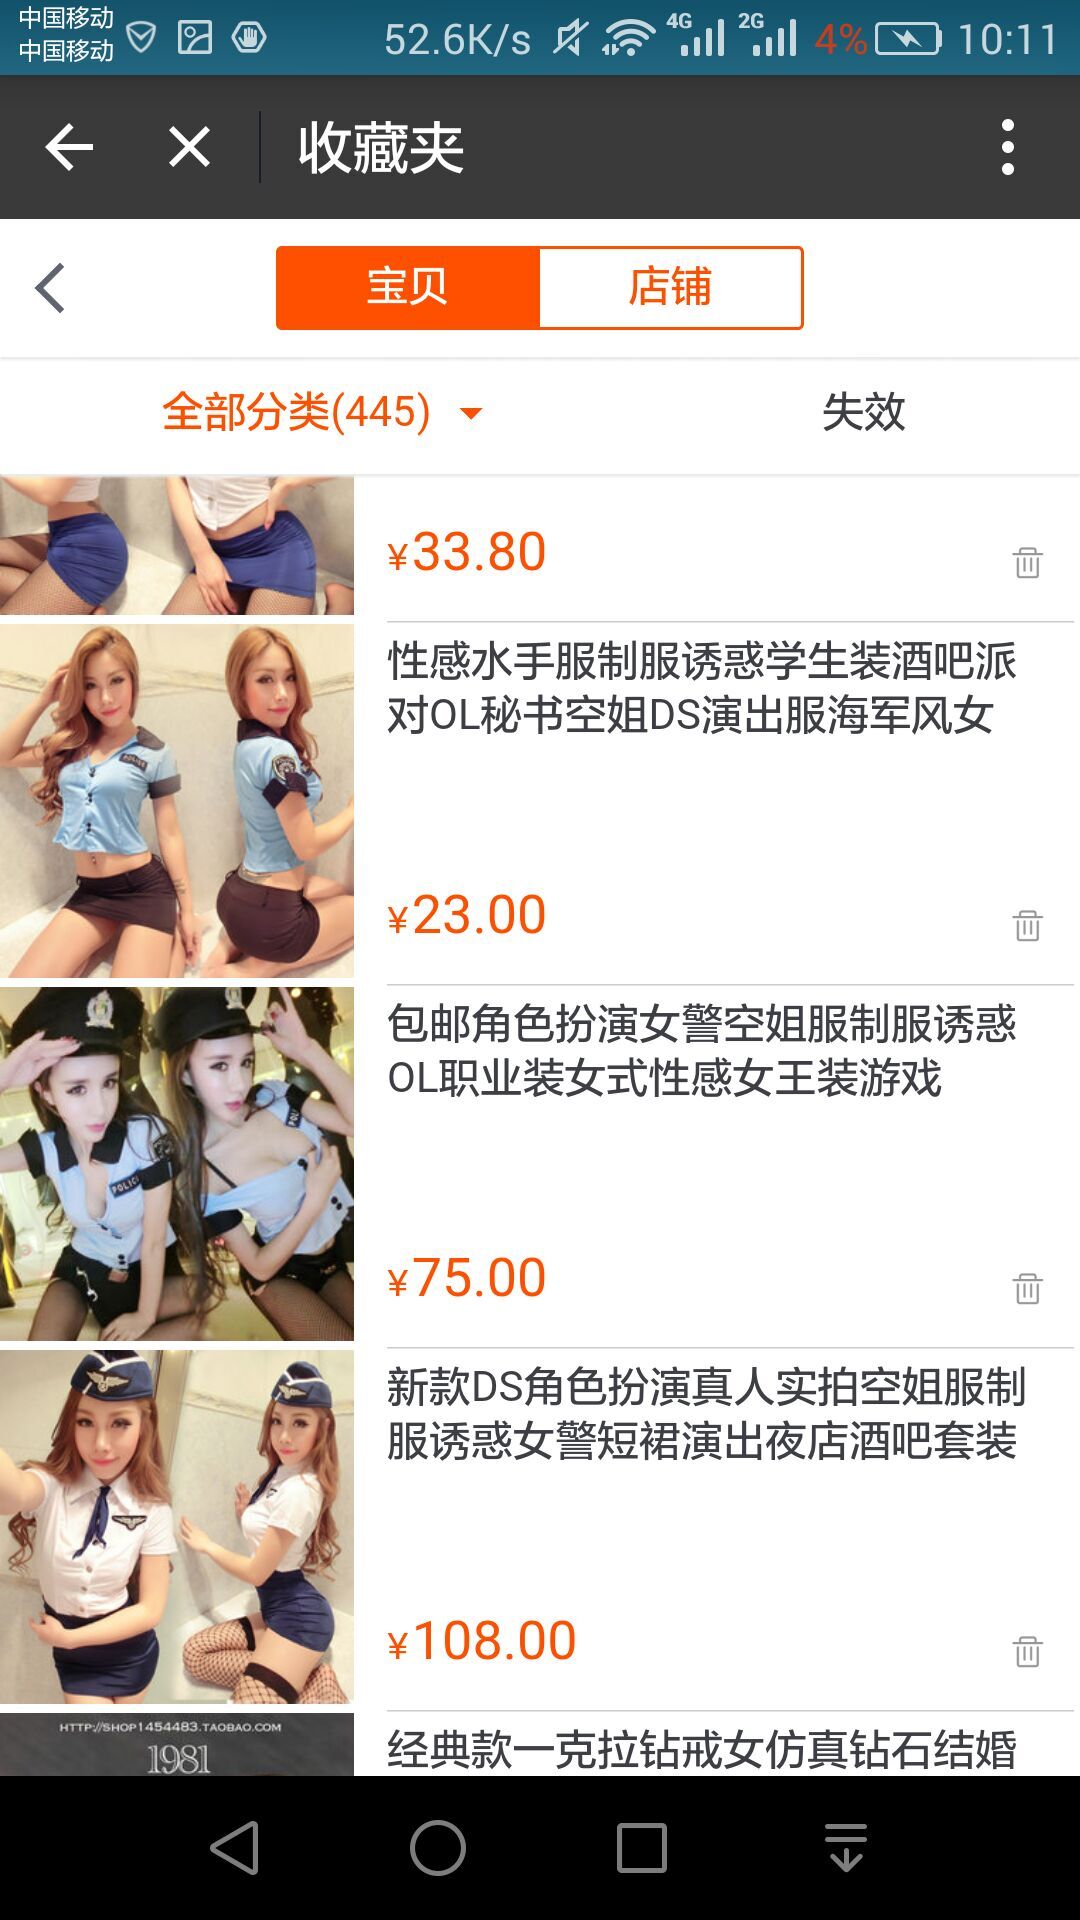 中国移动
中国移动
52.6K/s
4G
2G
4%
10:11
收藏夹
宝贝
店铺
全部分类(445)
失效
¥33.80
性感水手服制服诱惑学生装酒吧派
对OL秘书空姐DS演出服海军风女
POLICE
¥23.00
包邮角色扮演女警空姐服制服诱惑
OL职业装女式性感女王装游戏
¥75.00
新款DS角色扮演真人实拍空姐服制
服诱惑女警短裙演出夜店酒吧套装
¥108.00
HTTP://SHOP1454483.TAOBAO.COM
1981
经典款一克拉钻戒女仿真钻石结婚